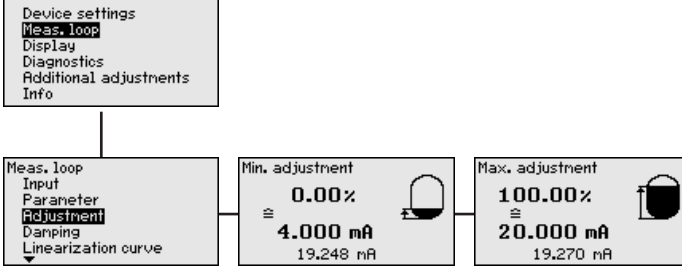 Device settings
Meas. loop
Display
Diagnostics
Additional adjustments
Info
Meas. loop
Input
Parameter
Adjustment
Damping
Linearization curve
Min. adjustment
0.00%
≙
4.000 mA
19.248 mA
Max. adjustment
100.00%
≙
20.000 mA
19.270 mA